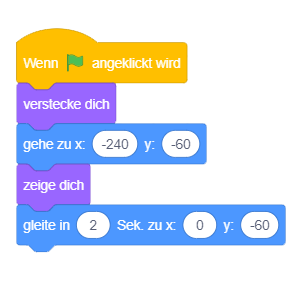 Wenn angeklickt wird
verstecke dich
gehe zu x: -240 y: -60
zeige dich
gleite in 2 Sek. zu x: 0 y: -60